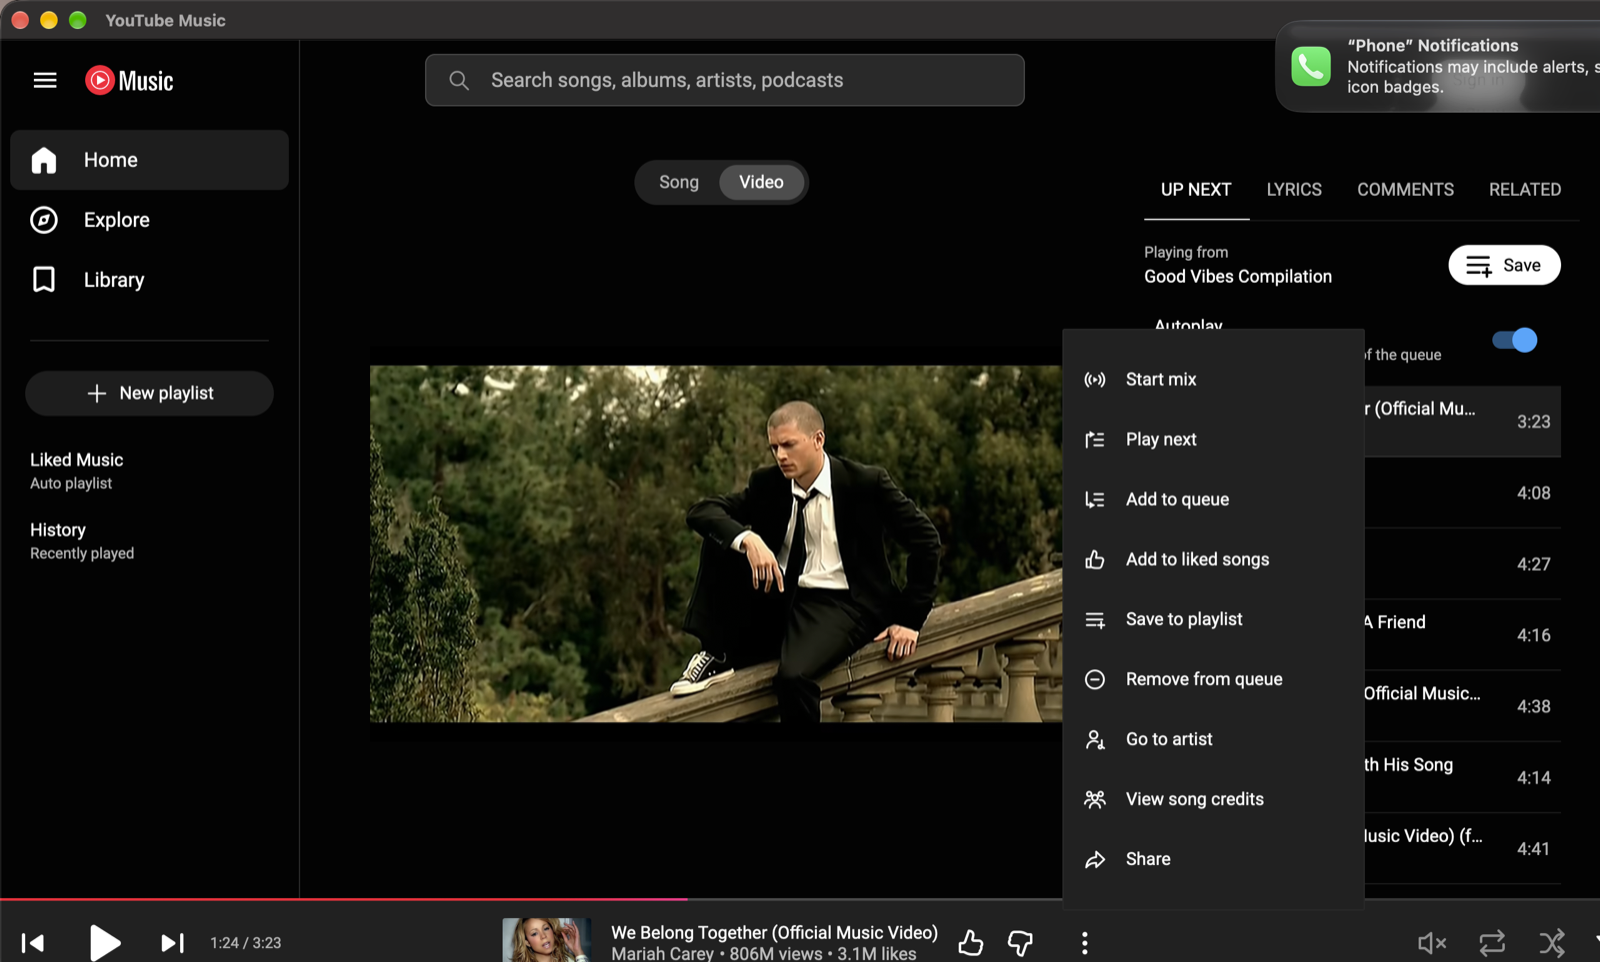 YouTube Music
"Phone" Notifications
Notifications may include alerts,
icon badges.
Music
Search songs, albums, artists, podcasts
Home
Explore
Library
New playlist
Liked Music
Auto playlist
History
Recently played
Song
Video
UP NEXT
LYRICS
COMMENTS
RELATED
Playing from
Good Vibes Compilation
Save
Autoplay
of the queue
Start mix
Play next
Add to queue
Add to liked songs
Save to playlist
Remove from queue
Go to artist
View song credits
Share
r (Official Mu...
3:23
4:08
4:27
A Friend
4:16
Official Music...
4:38
th His Song
4:14
usic Video) (f...
4:41
1:24 / 3:23
We Belong Together (Official Music Video)
Mariah Carey • 806M views • 3.1M likes